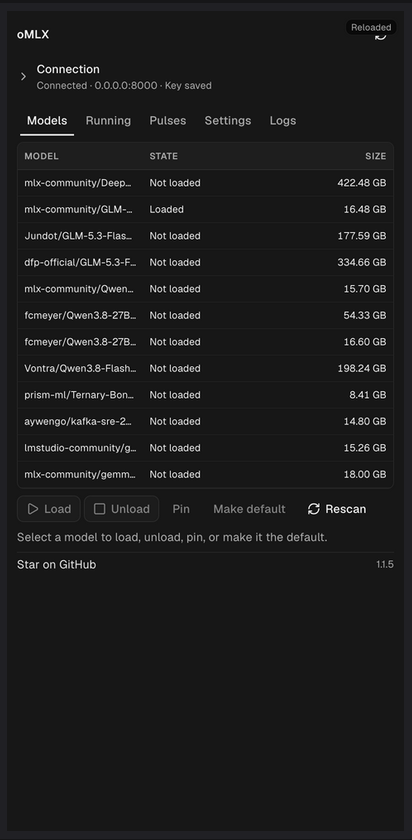 oMLX
Reloaded
Connection
Connected · 0.0.0.0:8000 · Key saved
Models Running Pulses Settings Logs
MODEL STATE SIZE
mlx-community/Deep... Not loaded 422.48 GB
mlx-community/GLM-... Loaded 16.48 GB
Jundot/GLM-5.3-Flas... Not loaded 177.59 GB
dfp-official/GLM-5.3-F... Not loaded 334.66 GB
mlx-community/Qwen... Not loaded 15.70 GB
fcmeyer/Qwen3.8-27B... Not loaded 54.33 GB
fcmeyer/Qwen3.8-27B... Not loaded 16.60 GB
Vontra/Qwen3.8-Flash... Not loaded 198.24 GB
prism-ml/Ternary-Bon... Not loaded 8.41 GB
aywengo/kafka-sre-2... Not loaded 14.80 GB
lmstudio-community/g... Not loaded 15.26 GB
mlx-community/gemm... Not loaded 18.00 GB
Load Unload Pin Make default Rescan
Select a model to load, unload, pin, or make it the default.
Star on GitHub 1.1.5